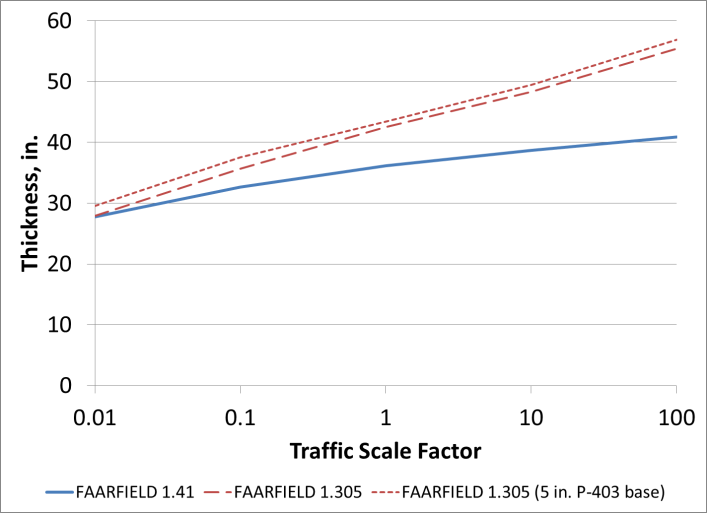 60
50
40
30
20
10
0
Thickness, in.
0.01 0.1 1 10 100
Traffic Scale Factor
FAARFIELD 1.41 FAARFIELD 1.305 FAARFIELD 1.305 (5 in. P-403 base)